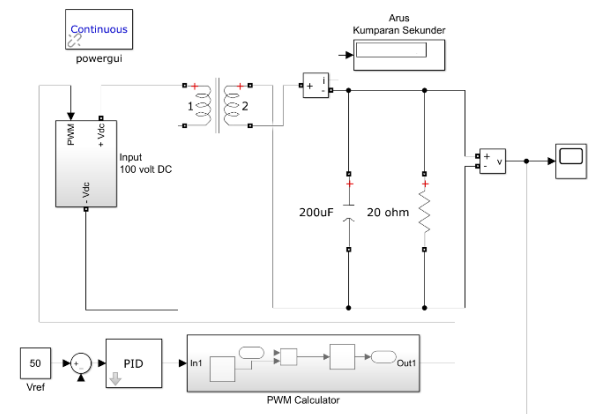 Continuous
powergui
Arus
Kumparan Sekunder
PWM
+ Vdc
- Vdc
Input
100 volt DC
+
1
+
2
+
i
-
+
-
v
+
200uF
+
20 ohm
50
Vref
+
-
PID
In1
Out1
PWM Calculator